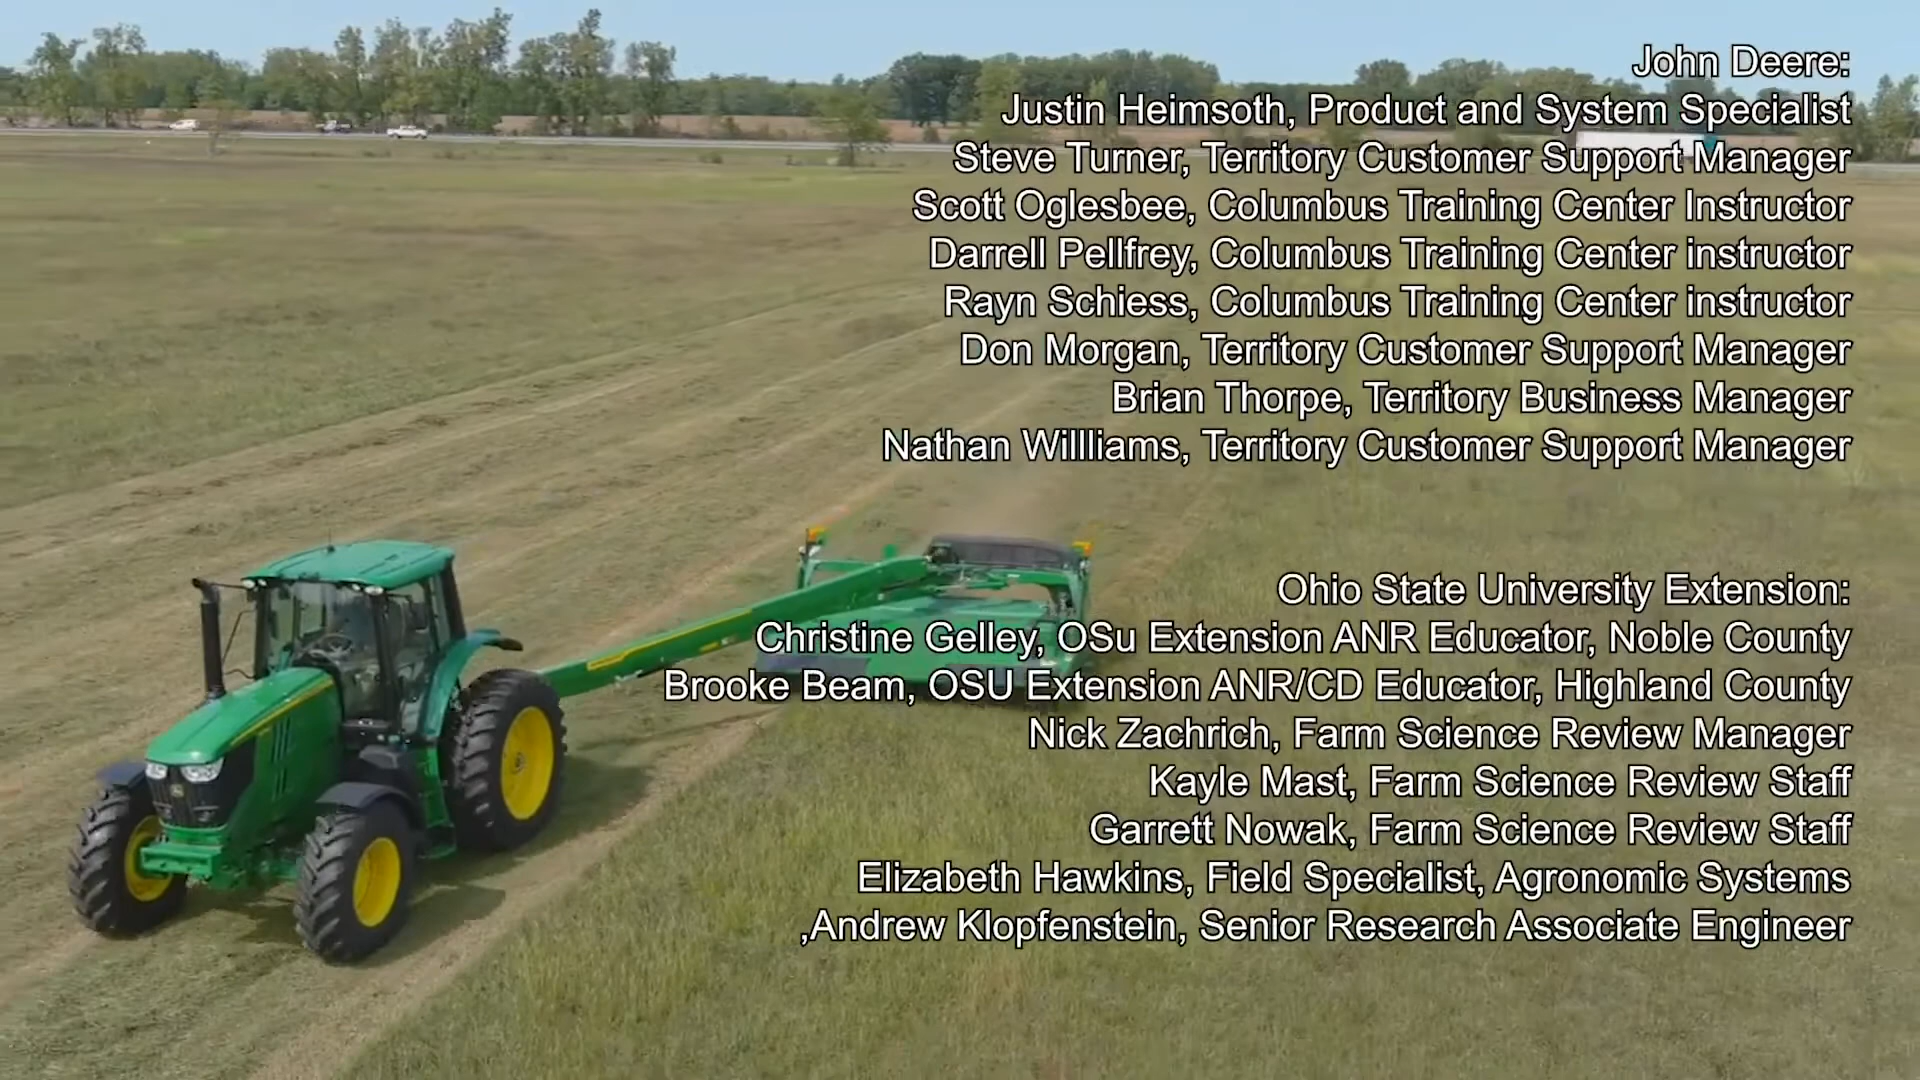 John Deere:
Justin Heimsoth, Product and System Specialist
Steve Turner, Territory Customer Support Manager
Scott Oglesbee, Columbus Training Center Instructor
Darrell Pellfrey, Columbus Training Center instructor
Rayn Schiess, Columbus Training Center instructor
Don Morgan, Territory Customer Support Manager
Brian Thorpe, Territory Business Manager
Nathan Willliams, Territory Customer Support Manager
Ohio State University Extension:
Christine Gelley, OSu Extension ANR Educator, Noble County
Brooke Beam, OSU Extension ANR/CD Educator, Highland County
Nick Zachrich, Farm Science Review Manager
Kayle Mast, Farm Science Review Staff
Garrett Nowak, Farm Science Review Staff
Elizabeth Hawkins, Field Specialist, Agronomic Systems
,Andrew Klopfenstein, Senior Research Associate Engineer